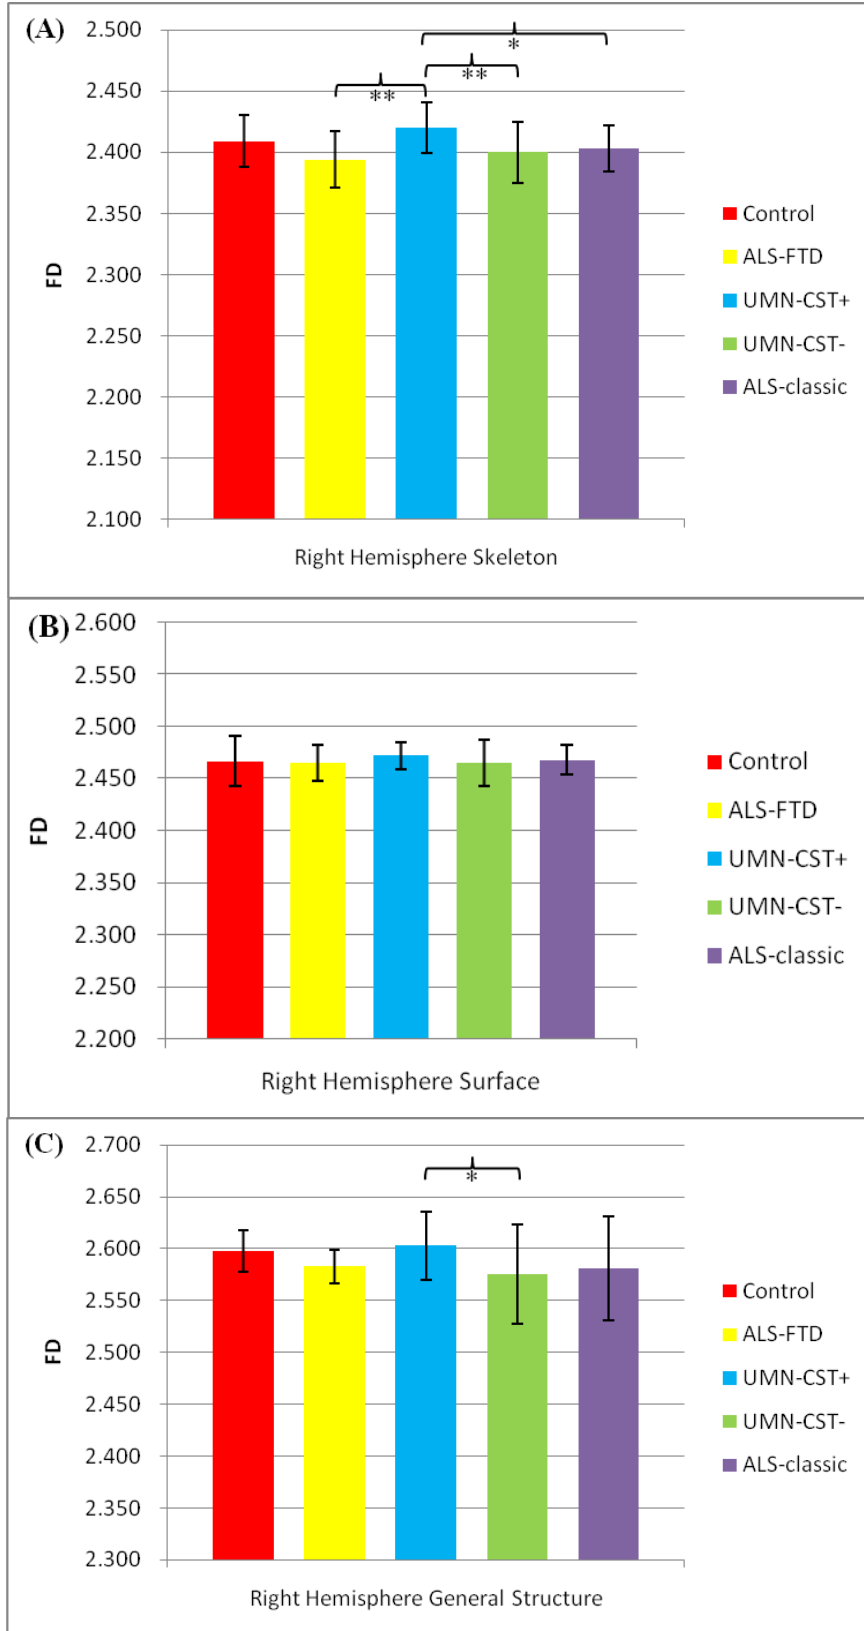 (A)
2.500
2.450
2.400
2.350
2.300
2.250
2.200
2.150
2.100
FD
*
**
**
Right Hemisphere Skeleton
Control
ALS-FTD
UMN-CST+
UMN-CST-
ALS-classic
(B)
2.600
2.550
2.500
2.450
2.400
2.350
2.300
2.250
2.200
FD
Right Hemisphere Surface
Control
ALS-FTD
UMN-CST+
UMN-CST-
ALS-classic
(C)
2.700
2.650
2.600
2.550
2.500
2.450
2.400
2.350
2.300
FD
*
Right Hemisphere General Structure
Control
ALS-FTD
UMN-CST+
UMN-CST-
ALS-classic